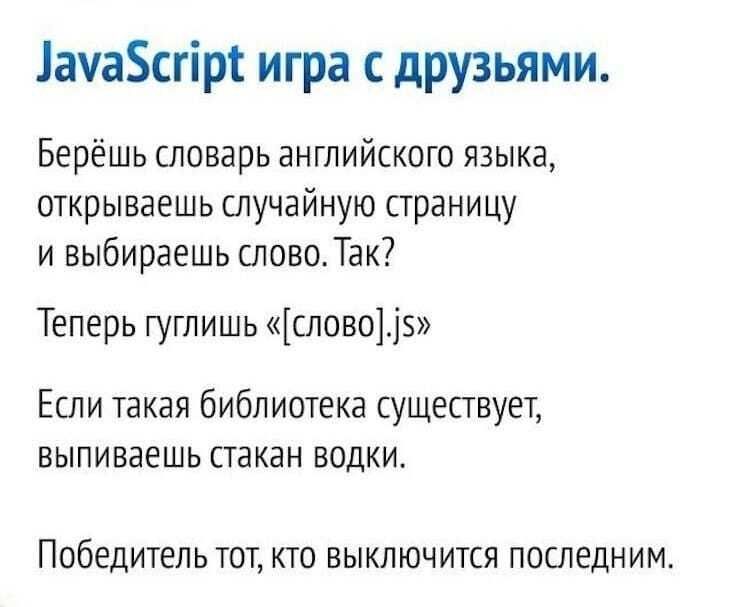 JavaScript игра с друзьями.
Берёшь словарь английского языка,
открываешь случайную страницу
и выбираешь слово. Так?
Теперь гуглишь «[слово].js»
Если такая библиотека существует,
выпиваешь стакан водки.
Победитель тот, кто выключится последним.